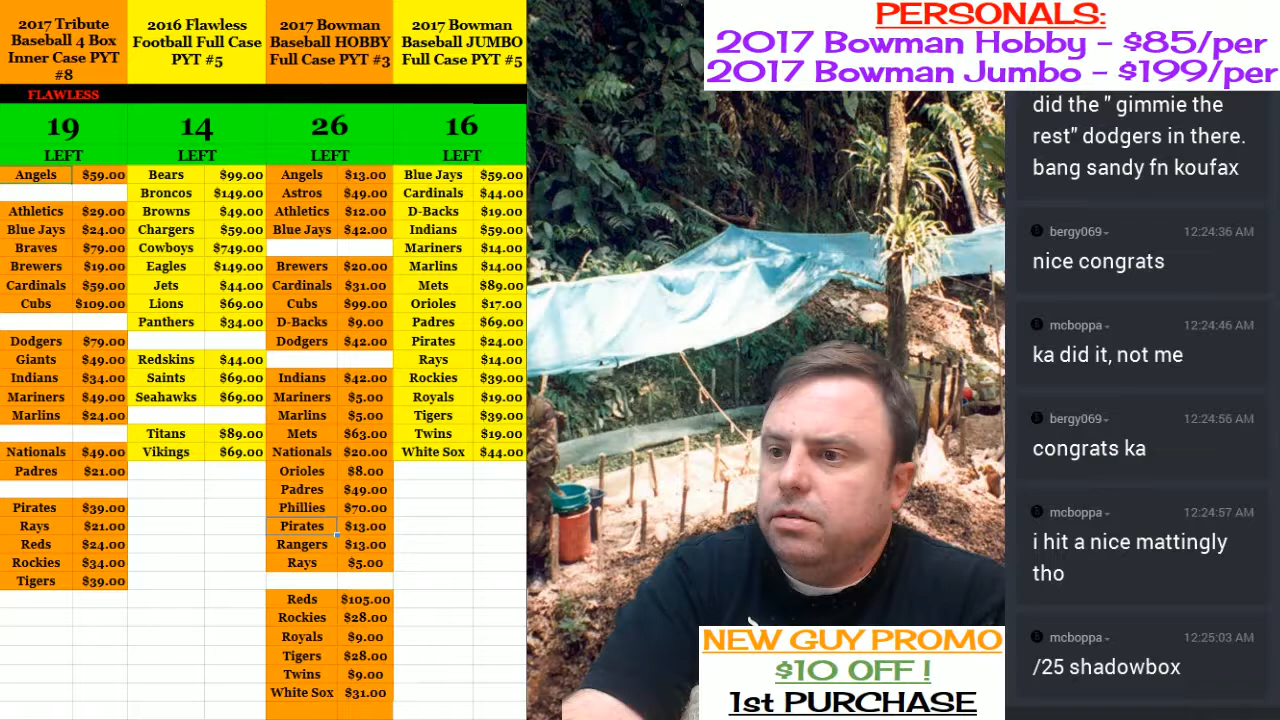 2017 Tribute
Baseball 4 Box
Inner Case PYT
#8
2016 Flawless
Football Full Case
PYT #5
2017 Bowman
Baseball HOBBY
Full Case PYT #3
2017 Bowman
Baseball JUMBO
Full Case PYT #5
FLAWLESS
19
LEFT
14
LEFT
26
LEFT
16
LEFT
Angels $59.00
Athletics $29.00
Blue Jays $24.00
Braves $79.00
Brewers $19.00
Cardinals $59.00
Cubs $109.00
Dodgers $79.00
Giants $49.00
Indians $34.00
Mariners $49.00
Marlins $24.00
Nationals $49.00
Padres $21.00
Pirates $39.00
Rays $21.00
Reds $24.00
Rockies $34.00
Tigers $39.00
Bears $99.00
Broncos $149.00
Browns $49.00
Chargers $59.00
Cowboys $749.00
Eagles $149.00
Jets $44.00
Lions $69.00
Panthers $34.00
Redskins $44.00
Saints $69.00
Seahawks $69.00
Titans $89.00
Vikings $69.00
Angels $13.00
Astros $49.00
Athletics $12.00
Blue Jays $42.00
Brewers $20.00
Cardinals $31.00
Cubs $99.00
D-Backs $9.00
Dodgers $42.00
Indians $42.00
Mariners $5.00
Marlins $5.00
Mets $63.00
Nationals $20.00
Orioles $8.00
Padres $49.00
Phillies $70.00
Pirates $13.00
Rangers $13.00
Rays $5.00
Reds $105.00
Rockies $28.00
Royals $9.00
Tigers $28.00
Twins $9.00
White Sox $31.00
Blue Jays $59.00
Cardinals $44.00
D-Backs $19.00
Indians $59.00
Mariners $14.00
Marlins $14.00
Mets $89.00
Orioles $17.00
Padres $69.00
Pirates $24.00
Rays $14.00
Rockies $39.00
Royals $19.00
Tigers $39.00
Twins $19.00
White Sox $44.00
PERSONALS:
2017 Bowman Hobby - $85/per
2017 Bowman Jumbo - $199/per
did the " gimmie the
rest" dodgers in there.
bang sandy fn koufax
bergy069 12:24:36 AM
nice congrats
mcboppa 12:24:46 AM
ka did it, not me
bergy069 12:24:56 AM
congrats ka
mcboppa 12:24:57 AM
i hit a nice mattingly
tho
mcboppa 12:25:03 AM
/25 shadowbox
NEW GUY PROMO
$10 OFF !
1st PURCHASE